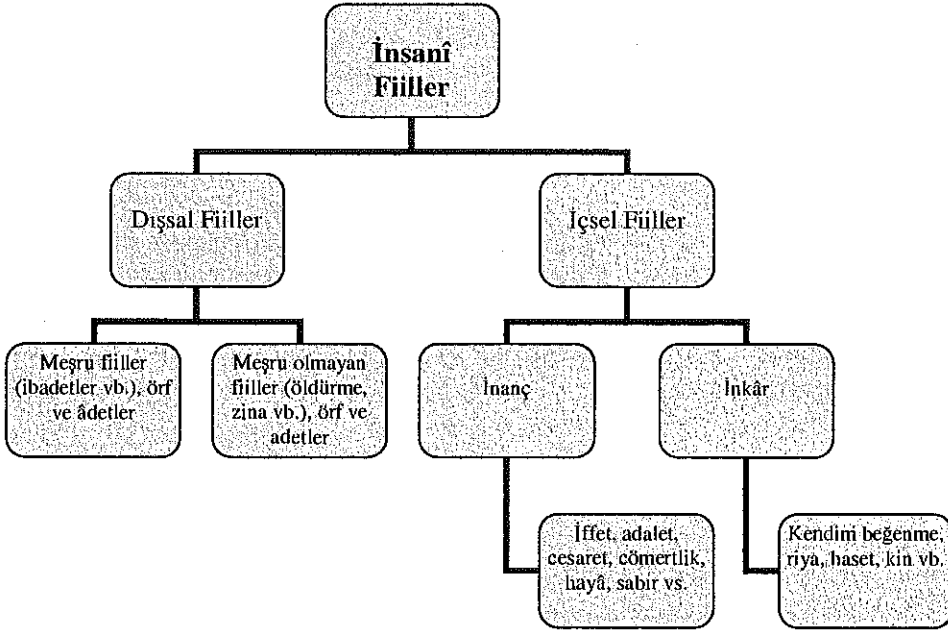 İnsanî
Fiiller
Dışsal Fiiller
İçsel Fiiller
Meşru fiiller
(ibadetler vb.), örf
ve âdetler
Meşru olmayan
fiiller (öldürme,
zina vb.), örf ve
adetler
İnanç
İnkâr
İffet, adalet,
cesaret, cömertlik,
hayâ, sabır vs.
Kendini beğenme,
riya, haset, kin vb.